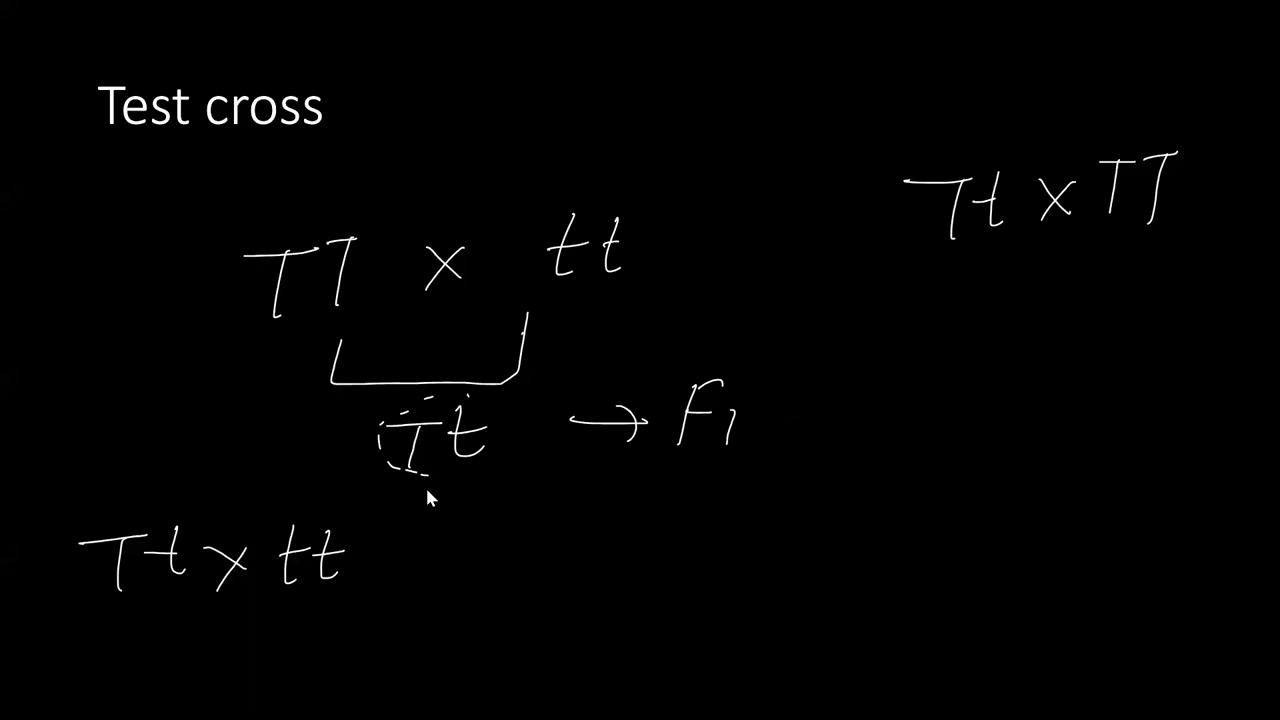 Test cross
Tt x TT
TT x tt
Tt → F1
Tt x tt